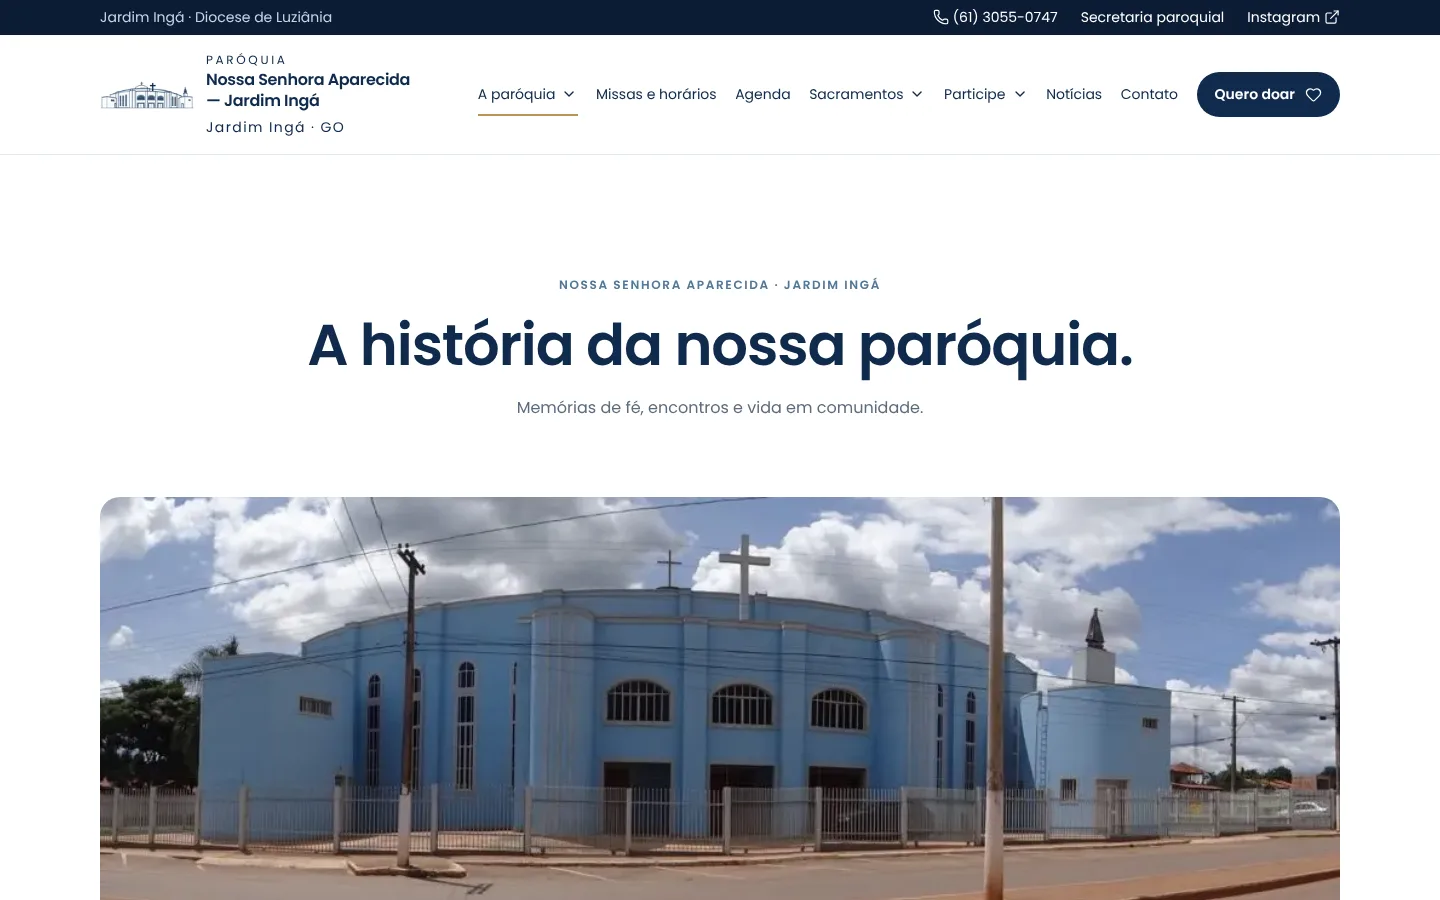 Jardim Ingá · Diocese de Luziânia
(61) 3055-0747
Secretaria paroquial
Instagram
PARÓQUIA
Nossa Senhora Aparecida
— Jardim Ingá
Jardim Ingá · GO
A paróquia
Missas e horários
Agenda
Sacramentos
Participe
Notícias
Contato
Quero doar
NOSSA SENHORA APARECIDA · JARDIM INGÁ
A história da nossa paróquia.
Memórias de fé, encontros e vida em comunidade.